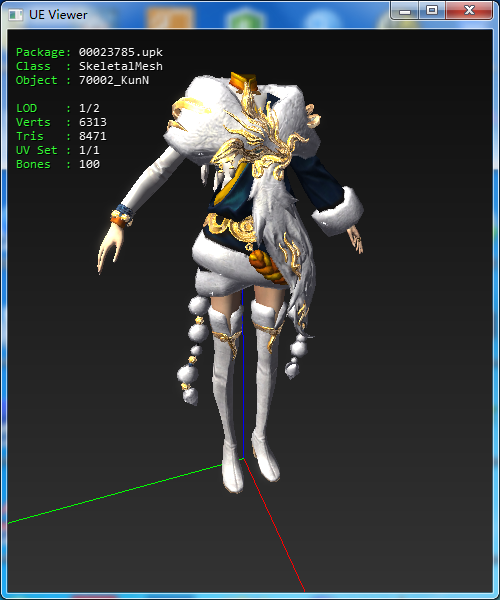 UE Viewer
Package: 00023785.upk
Class : SkeletalMesh
Object : 70002_KunN
LOD : 1/2
Verts : 6313
Tris : 8471
UV Set : 1/1
Bones : 100